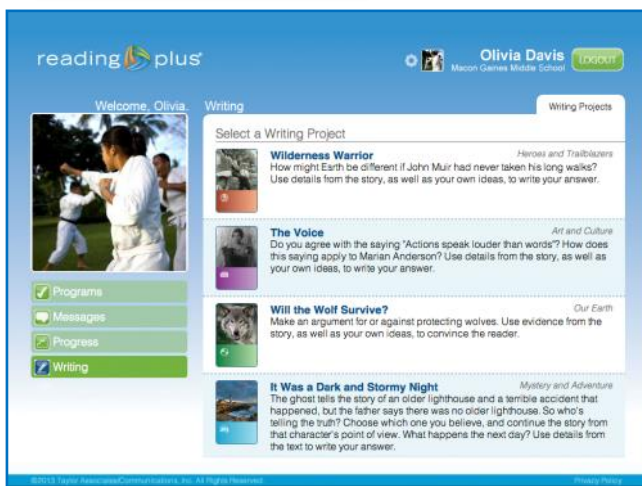 reading plus
Olivia Davis
Macon Gaines Middle School
LOGOUT
Welcome, Olivia.
Writing
Writing Projects
Select a Writing Project
Wilderness Warrior
Heroes and Trailblazers
How might Earth be different if John Muir had never taken his long walks?
Use details from the story, as well as your own ideas, to write your answer.
The Voice
Art and Culture
Do you agree with the saying "Actions speak louder than words"? How does
this saying apply to Marian Anderson? Use details from the story, as well as
your own ideas, to write your answer.
Will the Wolf Survive?
Our Earth
Make an argument for or against protecting wolves. Use evidence from the
story, as well as your own ideas, to convince the reader.
It Was a Dark and Stormy Night
Mystery and Adventure
The ghost tells the story of an older lighthouse and a terrible accident that
happened, but the father says there was no older lighthouse. So who's
telling the truth? Choose which one you believe, and continue the story from
that character's point of view. What happens the next day? Use details from
the text to write your answer.
Programs
Messages
Progress
Writing
©2013 Taylor Associates/Communications, Inc. All Rights Reserved.
Privacy Policy